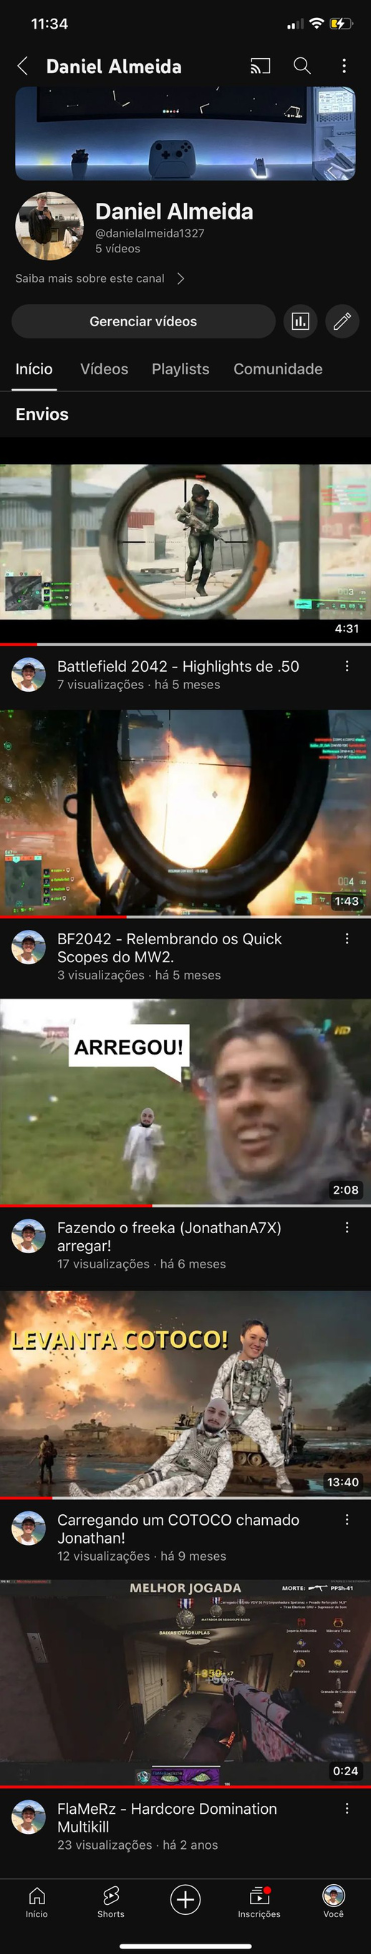 11:34
Daniel Almeida
Daniel Almeida
@danielalmeida1327
5 vídeos
Saiba mais sobre este canal
Gerenciar vídeos
Início Vídeos Playlists Comunidade
Envios
4:31
Battlefield 2042 - Highlights de .50
7 visualizações · há 5 meses
1:43
BF2042 - Relembrando os Quick
Scopes do MW2.
3 visualizações · há 5 meses
ARREGOU!
HD
2:08
Fazendo o freeka (JonathanA7X)
arregar!
17 visualizações · há 6 meses
LEVANTA COTOCO!
13:40
Carregando um COTOCO chamado
Jonathan!
12 visualizações · há 9 meses
MELHOR JOGADA
MORTE: PPSh-41
BAIXAS QUÁDRUPLAS
0:24
FlaMeRz - Hardcore Domination
Multikill
23 visualizações · há 2 anos
Início Shorts Inscrições Você